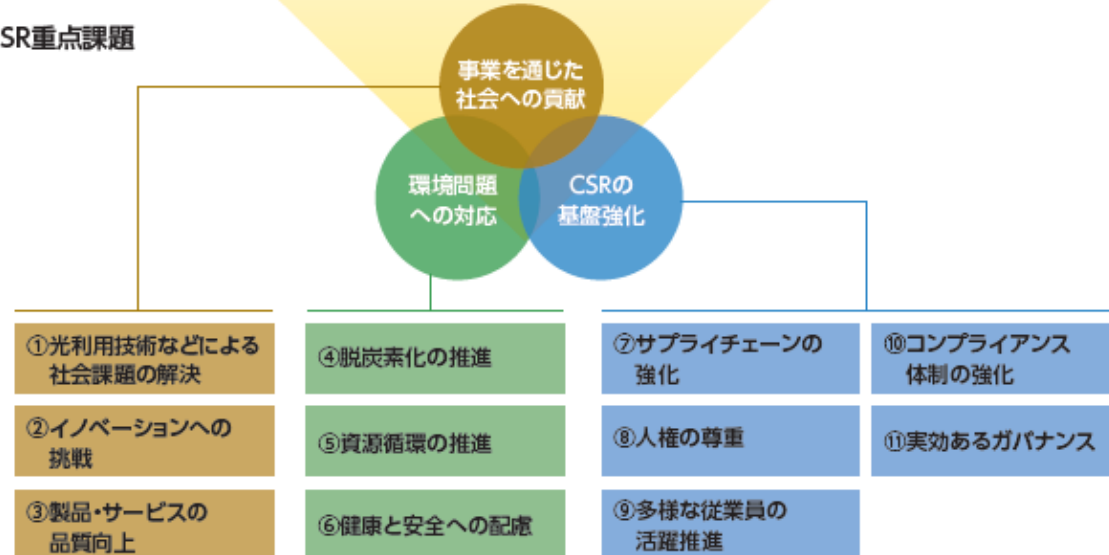 SR重点課題
事業を通じた
社会への貢献
環境問題
への対応
CSRの
基盤強化
①光利用技術などによる
社会課題の解決
②イノベーションへの
挑戦
③製品・サービスの
品質向上
④脱炭素化の推進
⑤資源循環の推進
⑥健康と安全への配慮
⑦サプライチェーンの
強化
⑧人権の尊重
⑨多様な従業員の
活躍推進
⑩コンプライアンス
体制の強化
⑪実効あるガバナンス